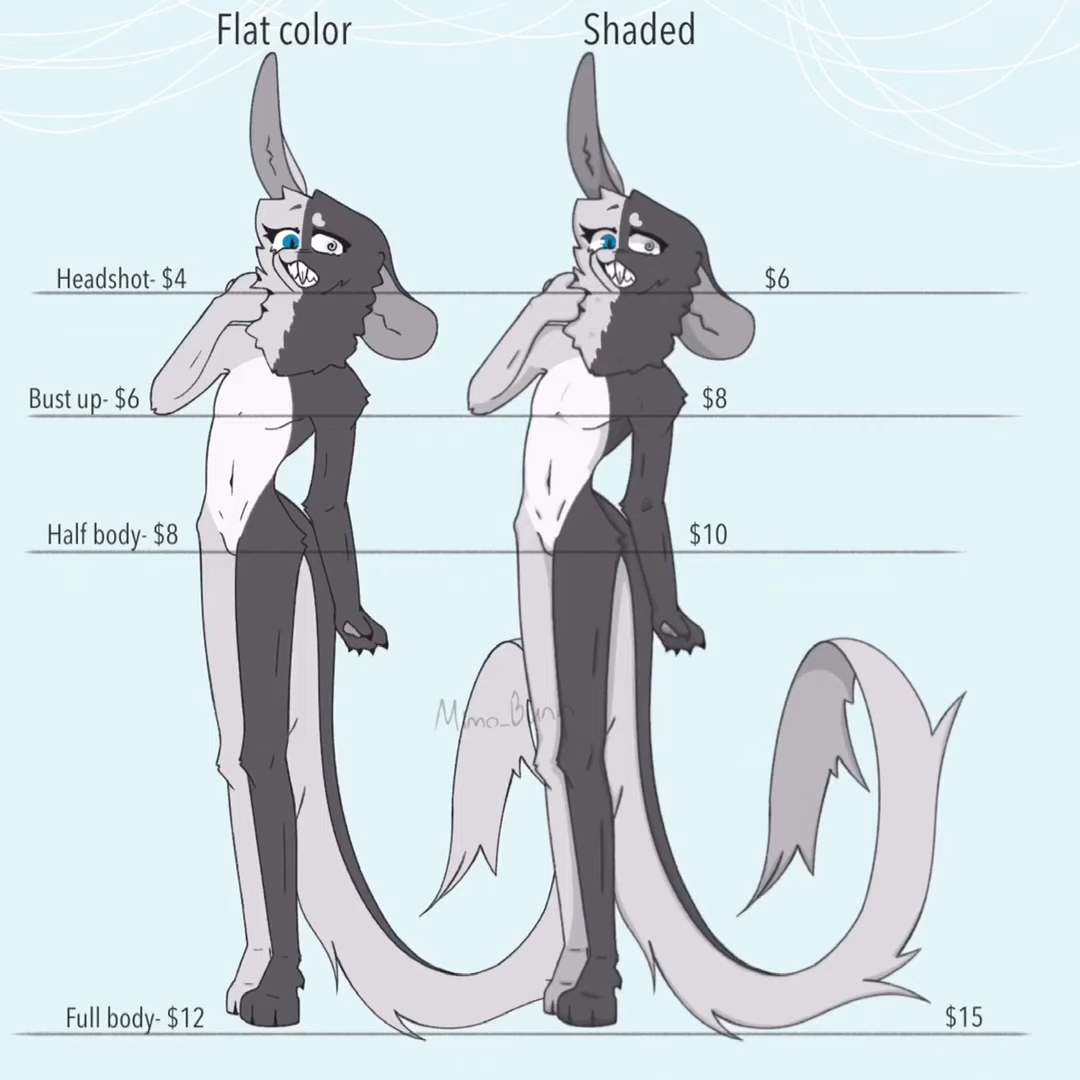 Flat color Shaded
Headshot- $4 $6
Bust up- $6 $8
Half body- $8 $10
Full body- $12 $15